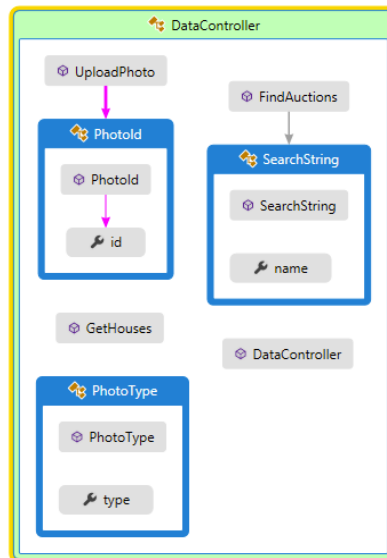 DataController
UploadPhoto
FindAuctions
PhotoId
SearchString
PhotoId
SearchString
id
name
GetHouses
DataController
PhotoType
PhotoType
type